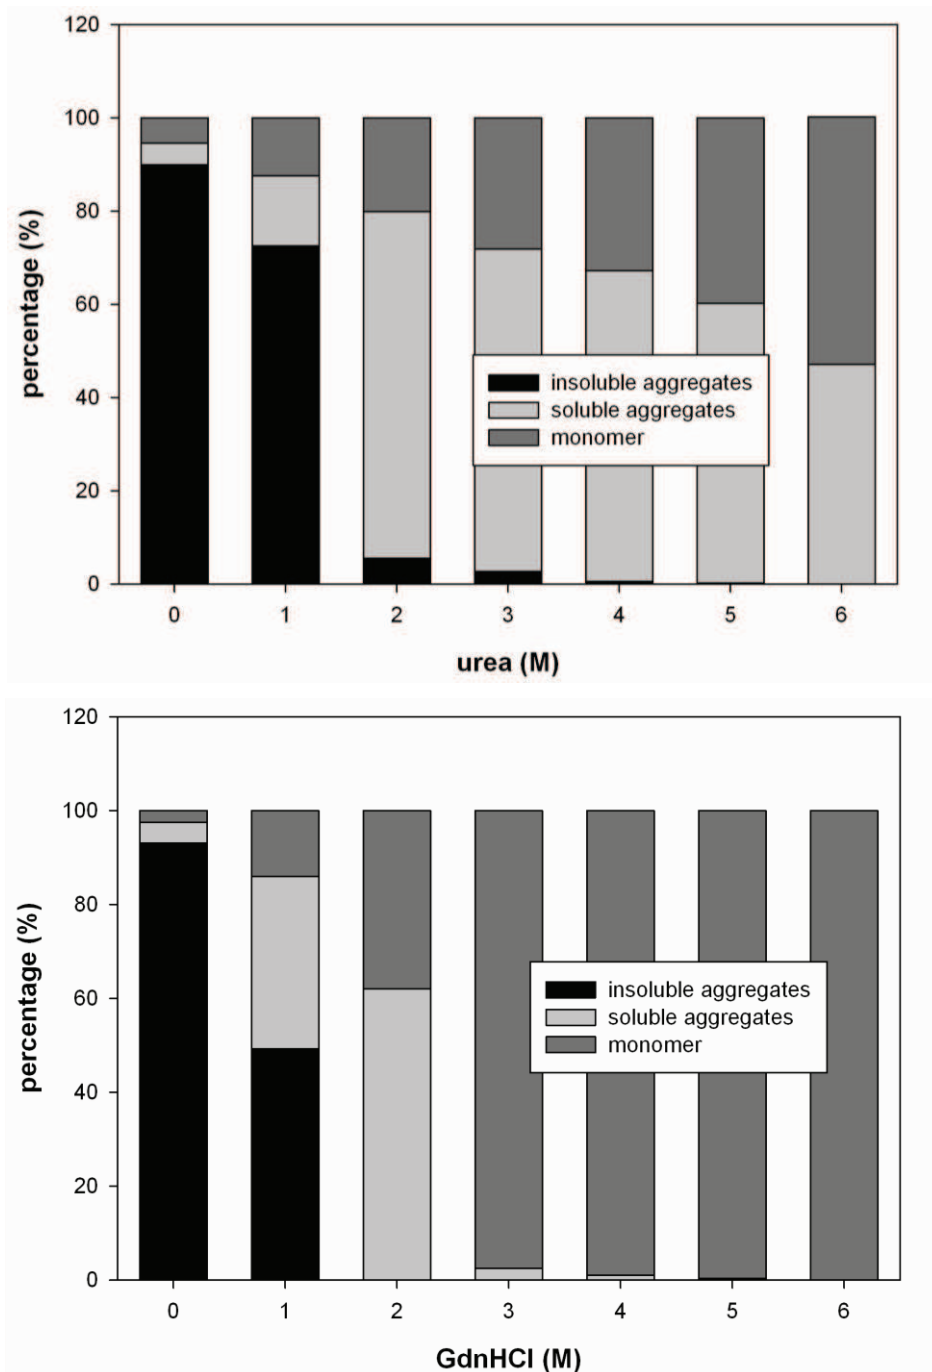 120
100
80
60
40
20
0
percentage (%)
insoluble aggregates
soluble aggregates
monomer
0 1 2 3 4 5 6
urea (M)
120
100
80
60
40
20
0
percentage (%)
insoluble aggregates
soluble aggregates
monomer
0 1 2 3 4 5 6
GdnHCl (M)